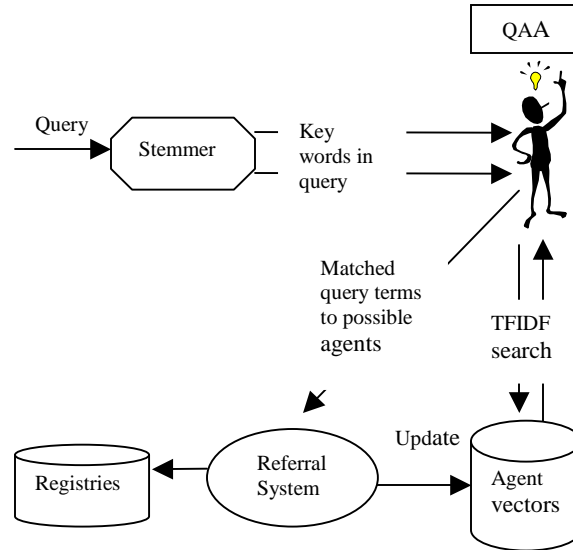 QAA
Query
Stemmer
Key
words in
query
Matched
query terms
to possible
agents
TFIDF
search
Update
Registries
Referral
System
Agent
vectors